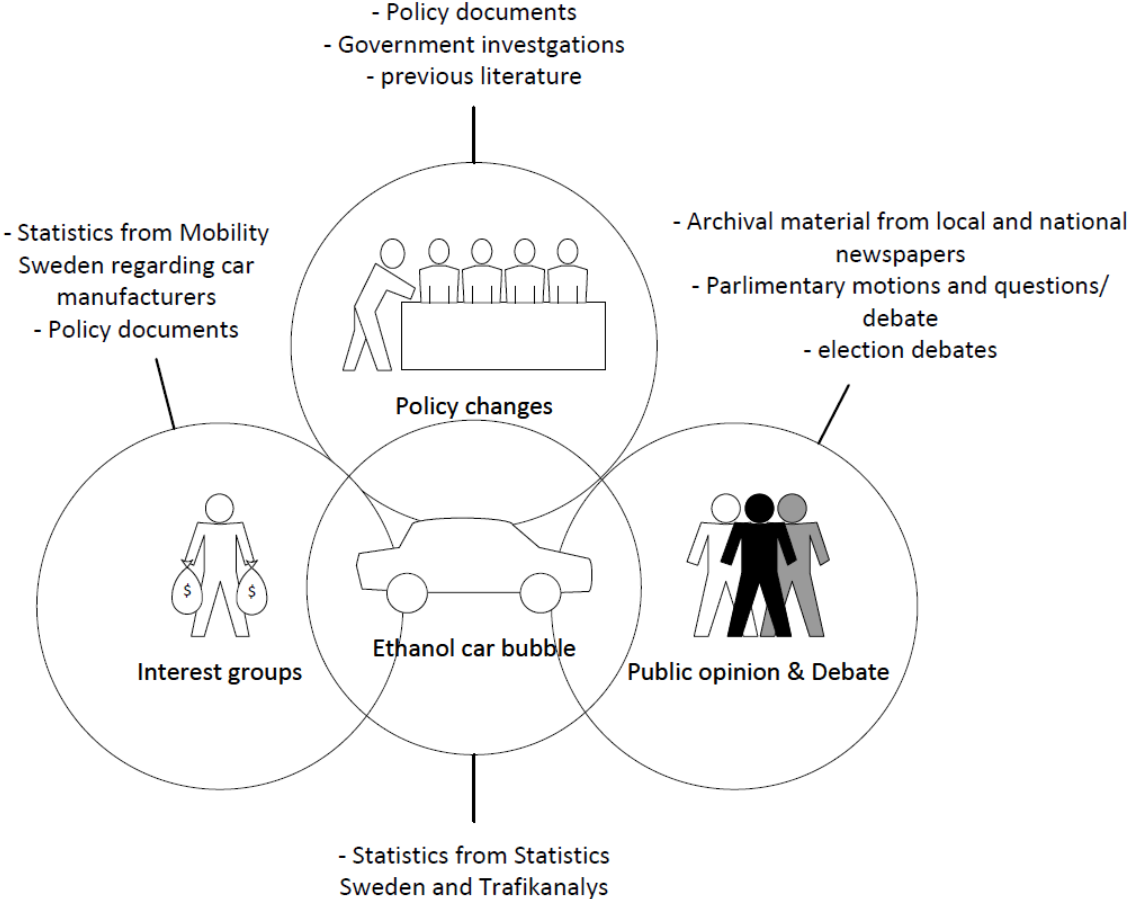 - Policy documents
- Government investgations
- previous literature
- Statistics from Mobility
Sweden regarding car
manufacturers
- Policy documents
- Archival material from local and national
newspapers
- Parlimentary motions and questions/
debate
- election debates
Policy changes
$ $
Interest groups
Ethanol car bubble
Public opinion & Debate
- Statistics from Statistics
Sweden and Trafikanalys